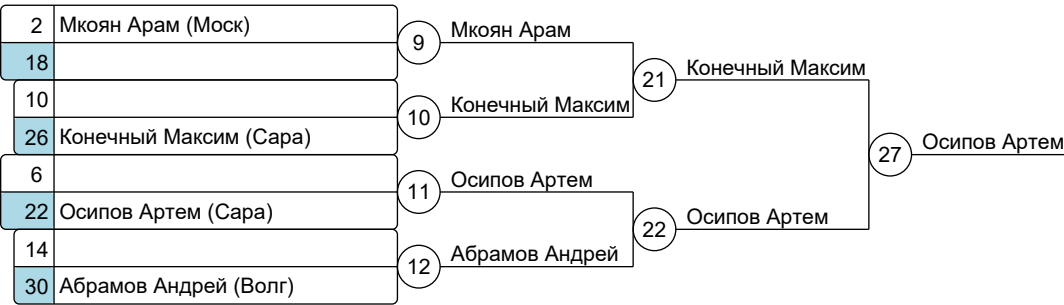 2 Мкоян Арам (Моск)
18
9 Мкоян Арам
10
26 Конечный Максим (Сара)
10 Конечный Максим
21 Конечный Максим
6
22 Осипов Артем (Сара)
11 Осипов Артем
14
30 Абрамов Андрей (Волг)
12 Абрамов Андрей
22 Осипов Артем
27 Осипов Артем